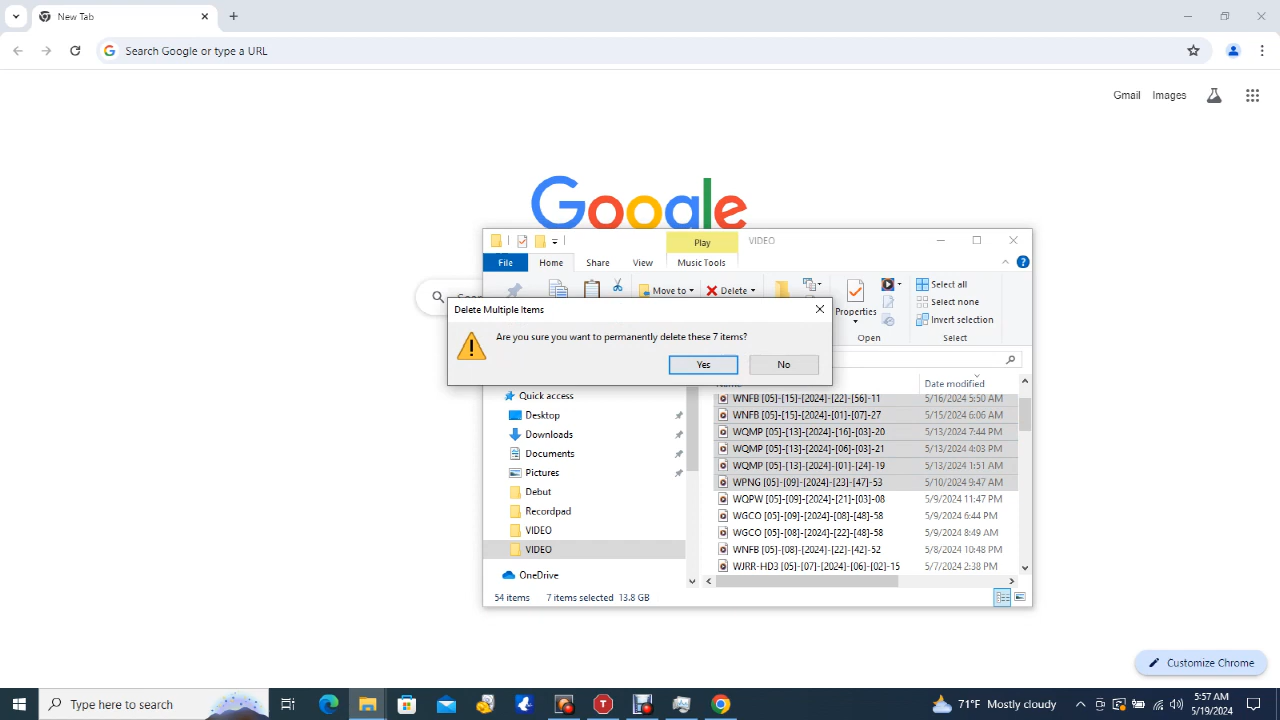 New Tab
Search Google or type a URL
Gmail Images
Google
VIDEO
Play
File Home Share View Music Tools
Move to Delete
Properties
Select all
Select none
Invert selection
Open Select
Delete Multiple Items
Are you sure you want to permanently delete these 7 items?
Yes No
Date modified
Quick access
Desktop
Downloads
Documents
Pictures
Debut
Recordpad
VIDEO
VIDEO
OneDrive
WNFB [05]-[15]-[2024]-[22]-[56]-11 5/16/2024 5:50 AM
WNFB [05]-[15]-[2024]-[01]-[07]-27 5/15/2024 6:06 AM
WQMP [05]-[13]-[2024]-[16]-[03]-20 5/13/2024 7:44 PM
WQMP [05]-[13]-[2024]-[06]-[03]-21 5/13/2024 4:03 PM
WQMP [05]-[13]-[2024]-[01]-[24]-19 5/13/2024 1:51 AM
WPNG [05]-[09]-[2024]-[23]-[47]-53 5/10/2024 9:47 AM
WQPW [05]-[09]-[2024]-[21]-[03]-08 5/9/2024 11:47 PM
WGCO [05]-[09]-[2024]-[08]-[48]-58 5/9/2024 6:44 PM
WGCO [05]-[08]-[2024]-[22]-[48]-58 5/9/2024 8:49 AM
WNFB [05]-[08]-[2024]-[22]-[42]-52 5/8/2024 10:48 PM
WJRR-HD3 [05]-[07]-[2024]-[06]-[02]-15 5/7/2024 2:38 PM
54 items 7 items selected 13.8 GB
Customize Chrome
Type here to search
71°F Mostly cloudy
5:57 AM
5/19/2024